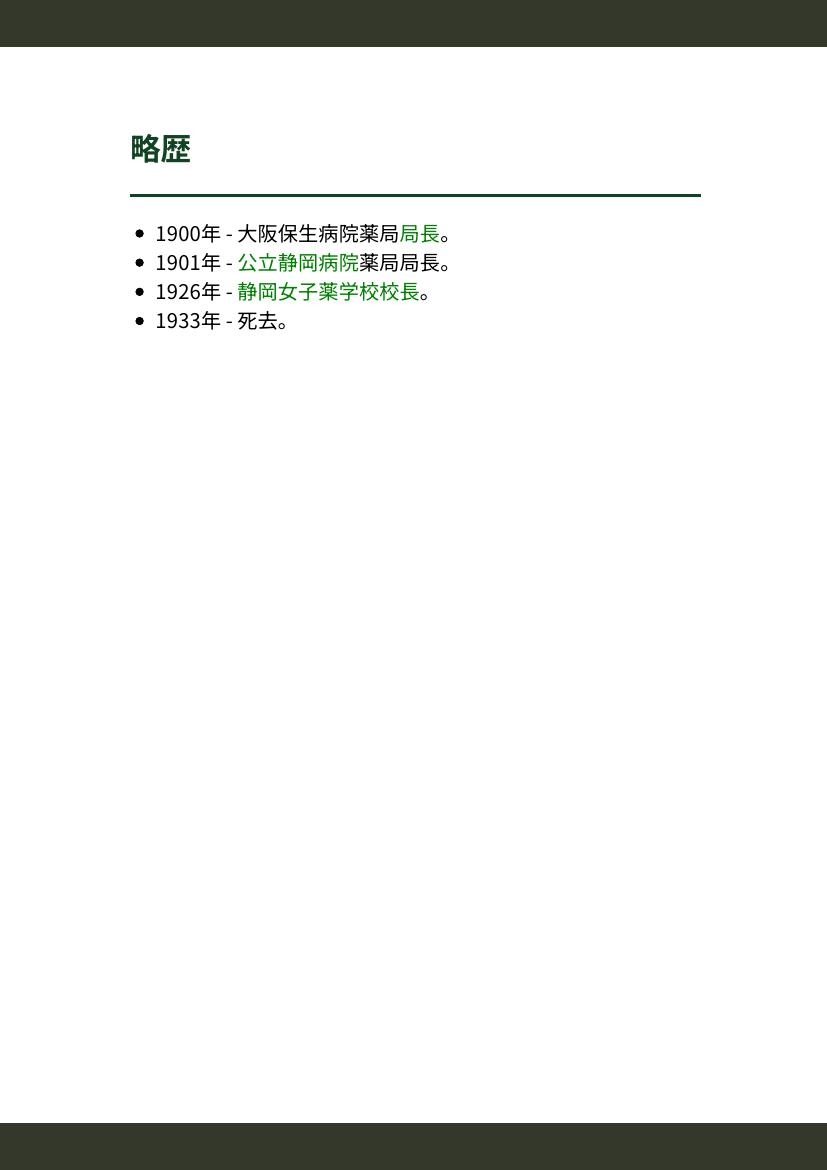 略歴
1900年 - 大阪保生病院薬局局長。
1901年 - 公立静岡病院薬局局長。
1926年 - 静岡女子薬学校校長。
1933年 - 死去。